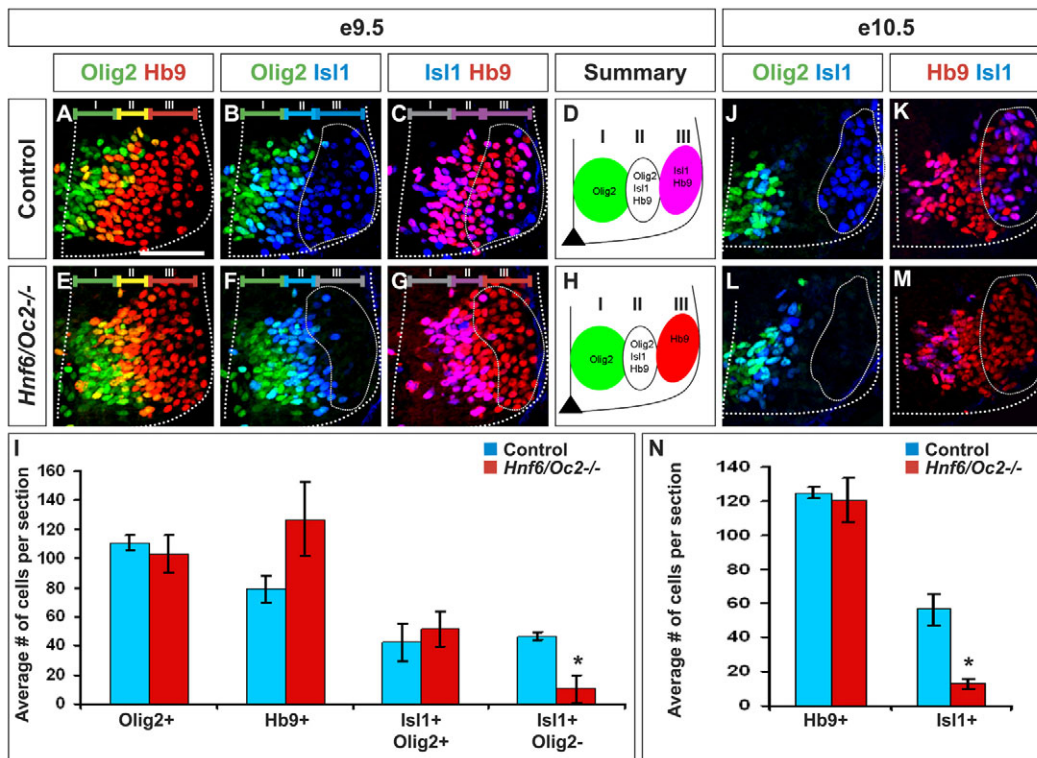 e9.5
e10.5
Olig2 Hb9
Olig2 Isl1
Isl1 Hb9
Summary
Olig2 Isl1
Hb9 Isl1
Control
A I II III
B I II III
C I II III
D
I II III
Olig2
Olig2
Isl1
Hb9
Isl1
Hb9
J
K
Hnf6/Oc2-/-
E I II III
F I II III
G I II III
H
I II III
Olig2
Olig2
Isl1
Hb9
Hb9
L
M
I
Control
Hnf6/Oc2-/-
Average # of cells per section
160
140
120
100
80
60
40
20
0
*
Olig2+
Hb9+
Isl1+
Olig2+
Isl1+
Olig2-
N
Control
Hnf6/Oc2-/-
Average # of cells per section
140
120
100
80
60
40
20
0
*
Hb9+
Isl1+